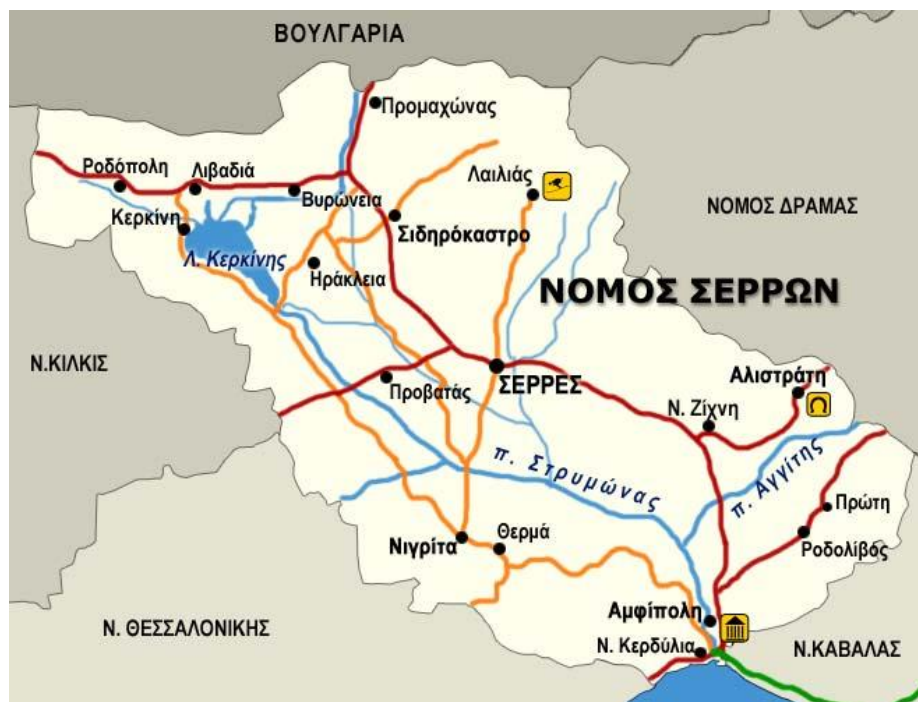 ΒΟΥΛΓΑΡΙΑ
Προμαχώνας
Ροδόπολη
Λιβαδιά
Βυρώνεια
Λαϊλιάς
ΝΟΜΟΣ ΔΡΑΜΑΣ
Κερκίνη
Σιδηρόκαστρο
Λ. Κερκίνης
Ηράκλεια
ΝΟΜΟΣ ΣΕΡΡΩΝ
Ν.ΚΙΛΚΙΣ
ΣΕΡΡΕΣ
Αλιστράτη
Προβατάς
Ν. Ζίχνη
π. Στρυμώνας
π. Αγγίτης
Πρώτη
Νιγρίτα
Θερμά
Ροδολίβος
Αμφίπολη
Ν. ΘΕΣΣΑΛΟΝΙΚΗΣ
Ν. Κερδύλια
Ν.ΚΑΒΑΛΑΣ